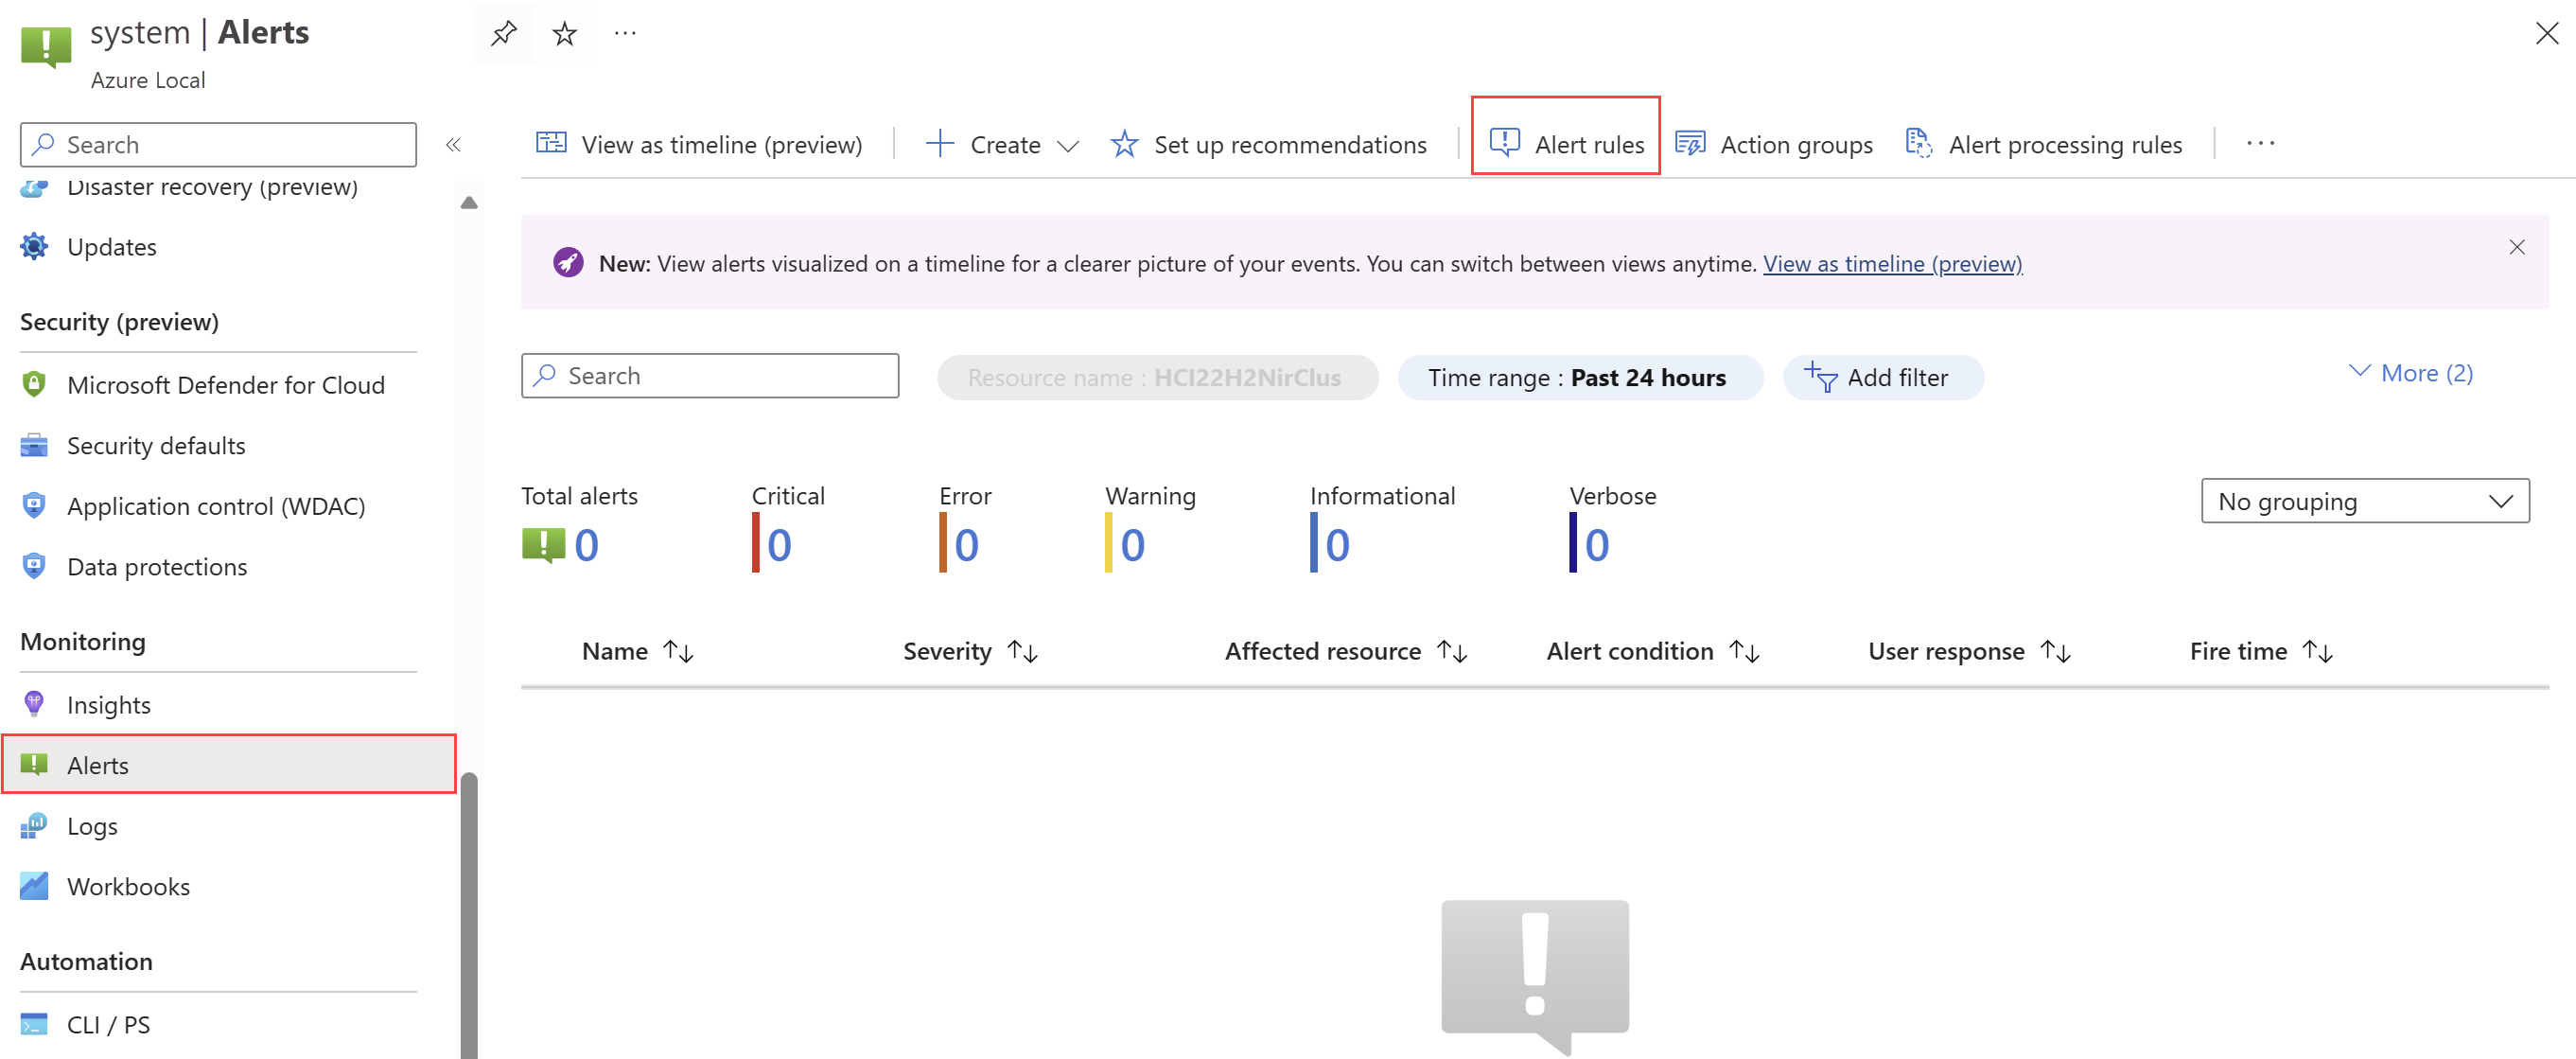 system | Alerts
Azure Local
Search
View as timeline (preview)
Create
Set up recommendations
Alert rules
Action groups
Alert processing rules
Disaster recovery (preview)
Updates
Security (preview)
Microsoft Defender for Cloud
Security defaults
Application control (WDAC)
Data protections
Monitoring
Insights
Alerts
Logs
Workbooks
Automation
CLI / PS
New: View alerts visualized on a timeline for a clearer picture of your events. You can switch between views anytime. View as timeline (preview)
Search
Resource name : HCI22H2NirClus
Time range : Past 24 hours
Add filter
More (2)
Total alerts
0
Critical
0
Error
0
Warning
0
Informational
0
Verbose
0
No grouping
Name
Severity
Affected resource
Alert condition
User response
Fire time